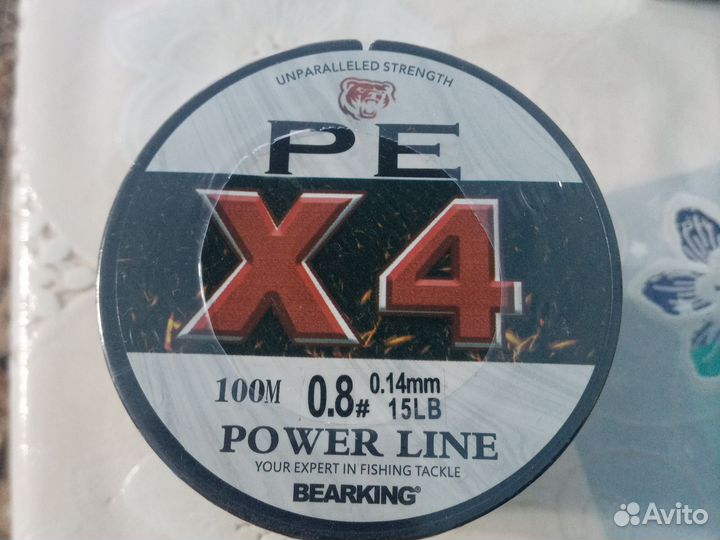 UNPARALLELED STRENGTH
PE
X4
100M 0.8# 0.14mm 15LB
POWER LINE
YOUR EXPERT IN FISHING TACKLE
BEARKING®
Avito